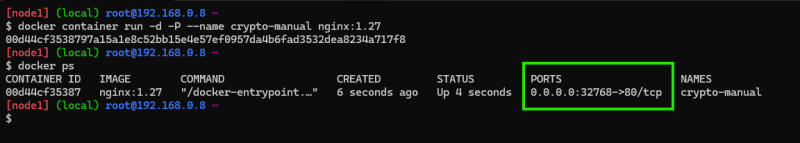 [node1] (local) root@192.168.0.8 ~
$ docker container run -d -P --name crypto-manual nginx:1.27
00d44cf3538797a15a1e8c52bb15e4e57ef0957da4b6fad3532dea8234a717f8
[node1] (local) root@192.168.0.8 ~
$ docker ps
CONTAINER ID   IMAGE        COMMAND                  CREATED         STATUS         PORTS                   NAMES
00d44cf35387   nginx:1.27   "/docker-entrypoint.…"   6 seconds ago   Up 4 seconds   0.0.0.0:32768->80/tcp   crypto-manual
[node1] (local) root@192.168.0.8 ~
$